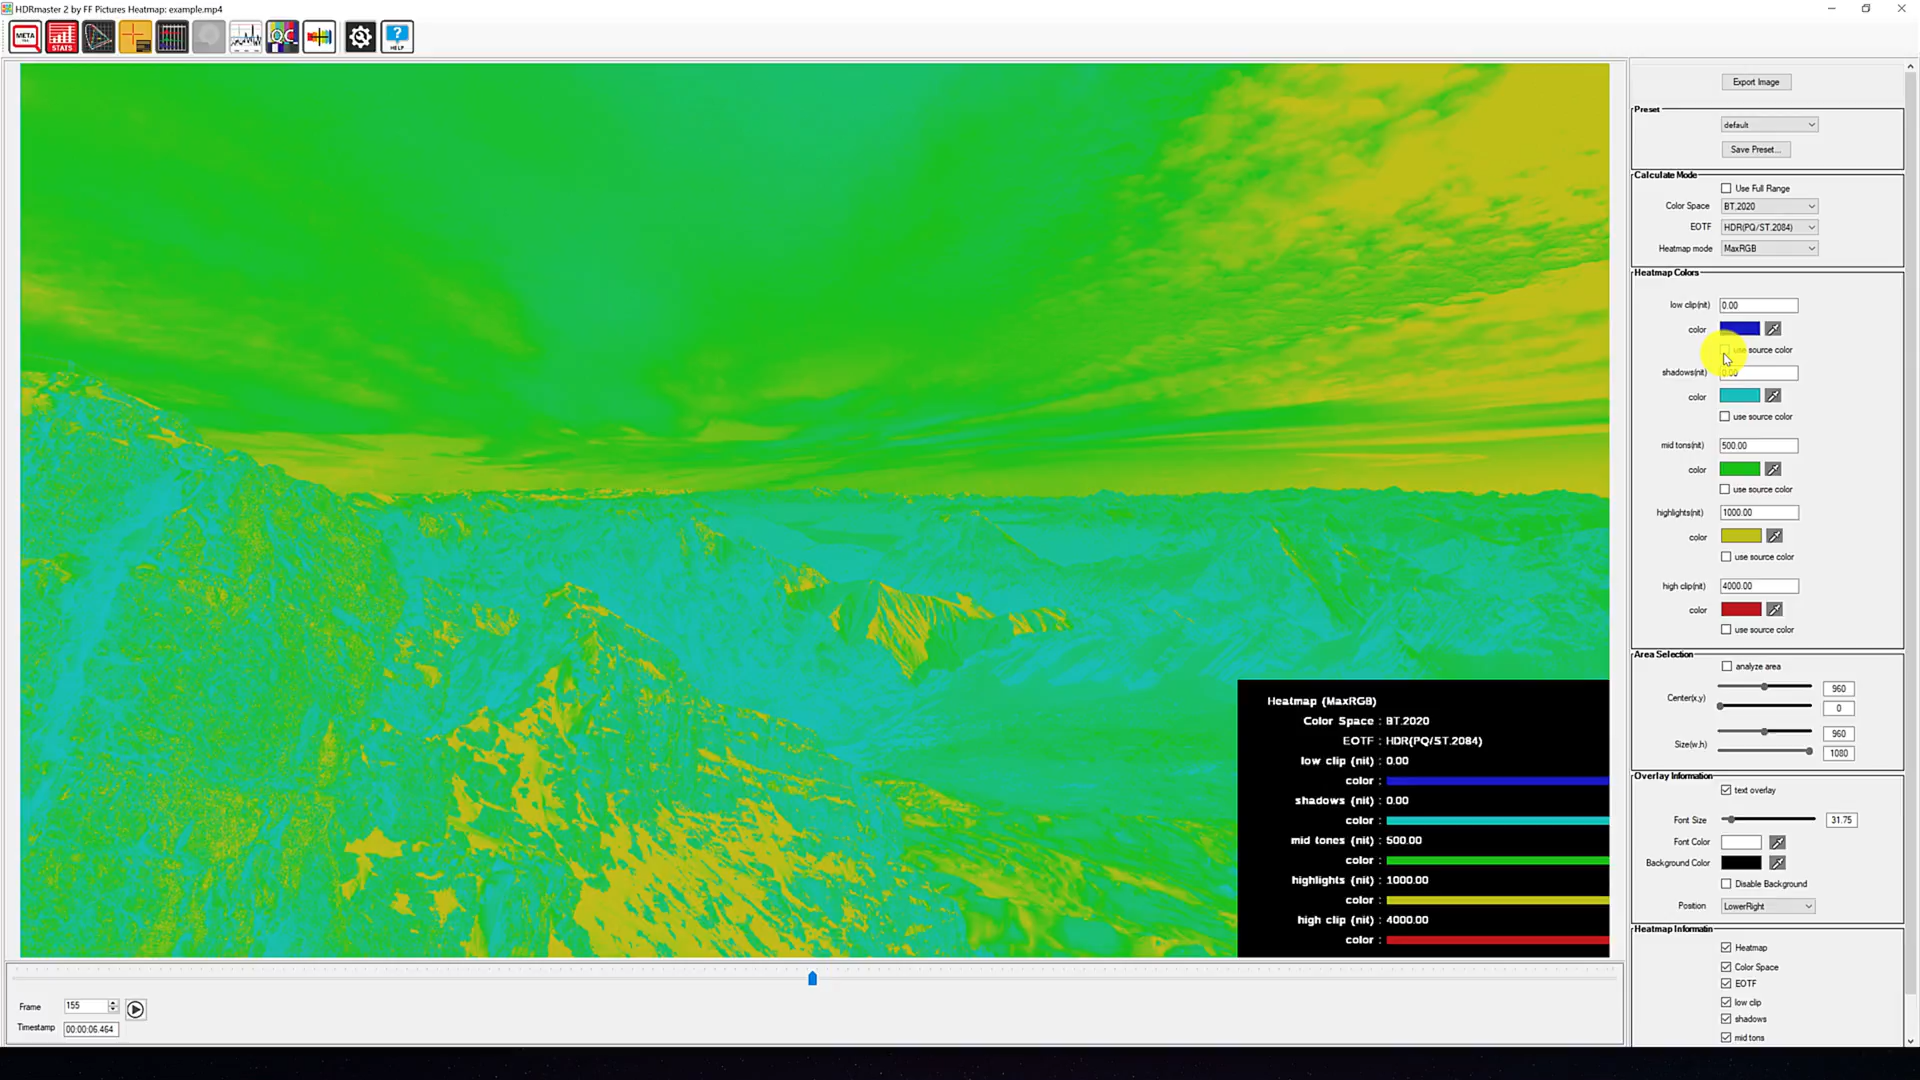 HDRmaster 2 by FF Pictures Heatmap: example.mp4
META
STATS
QC
HELP
Export Image
Preset
default
Save Preset...
Calculate Mode
Use Full Range
Color Space BT.2020
EOTF HDR(PQ/ST.2084)
Heatmap mode MaxRGB
Heatmap Colors
low clip(nit) 0.00
color
use source color
shadows(nit) 0.00
color
use source color
mid tons(nit) 500.00
color
use source color
highlights(nit) 1000.00
color
use source color
high clip(nit) 4000.00
color
use source color
Area Selection
analyze area
Center(x,y) 960
0
Size(w,h) 960
1080
Overlay Information
text overlay
Font Size 31.75
Font Color
Background Color
Disable Background
Position LowerRight
Heatmap Informatin
Heatmap
Color Space
EOTF
low clip
shadows
mid tons
Heatmap (MaxRGB)
Color Space : BT.2020
EOTF : HDR(PQ/ST.2084)
low clip (nit) : 0.00
color :
shadows (nit) : 0.00
color :
mid tones (nit) : 500.00
color :
highlights (nit) : 1000.00
color :
high clip (nit) : 4000.00
color :
Frame 155
Timestamp 00:00:06.464